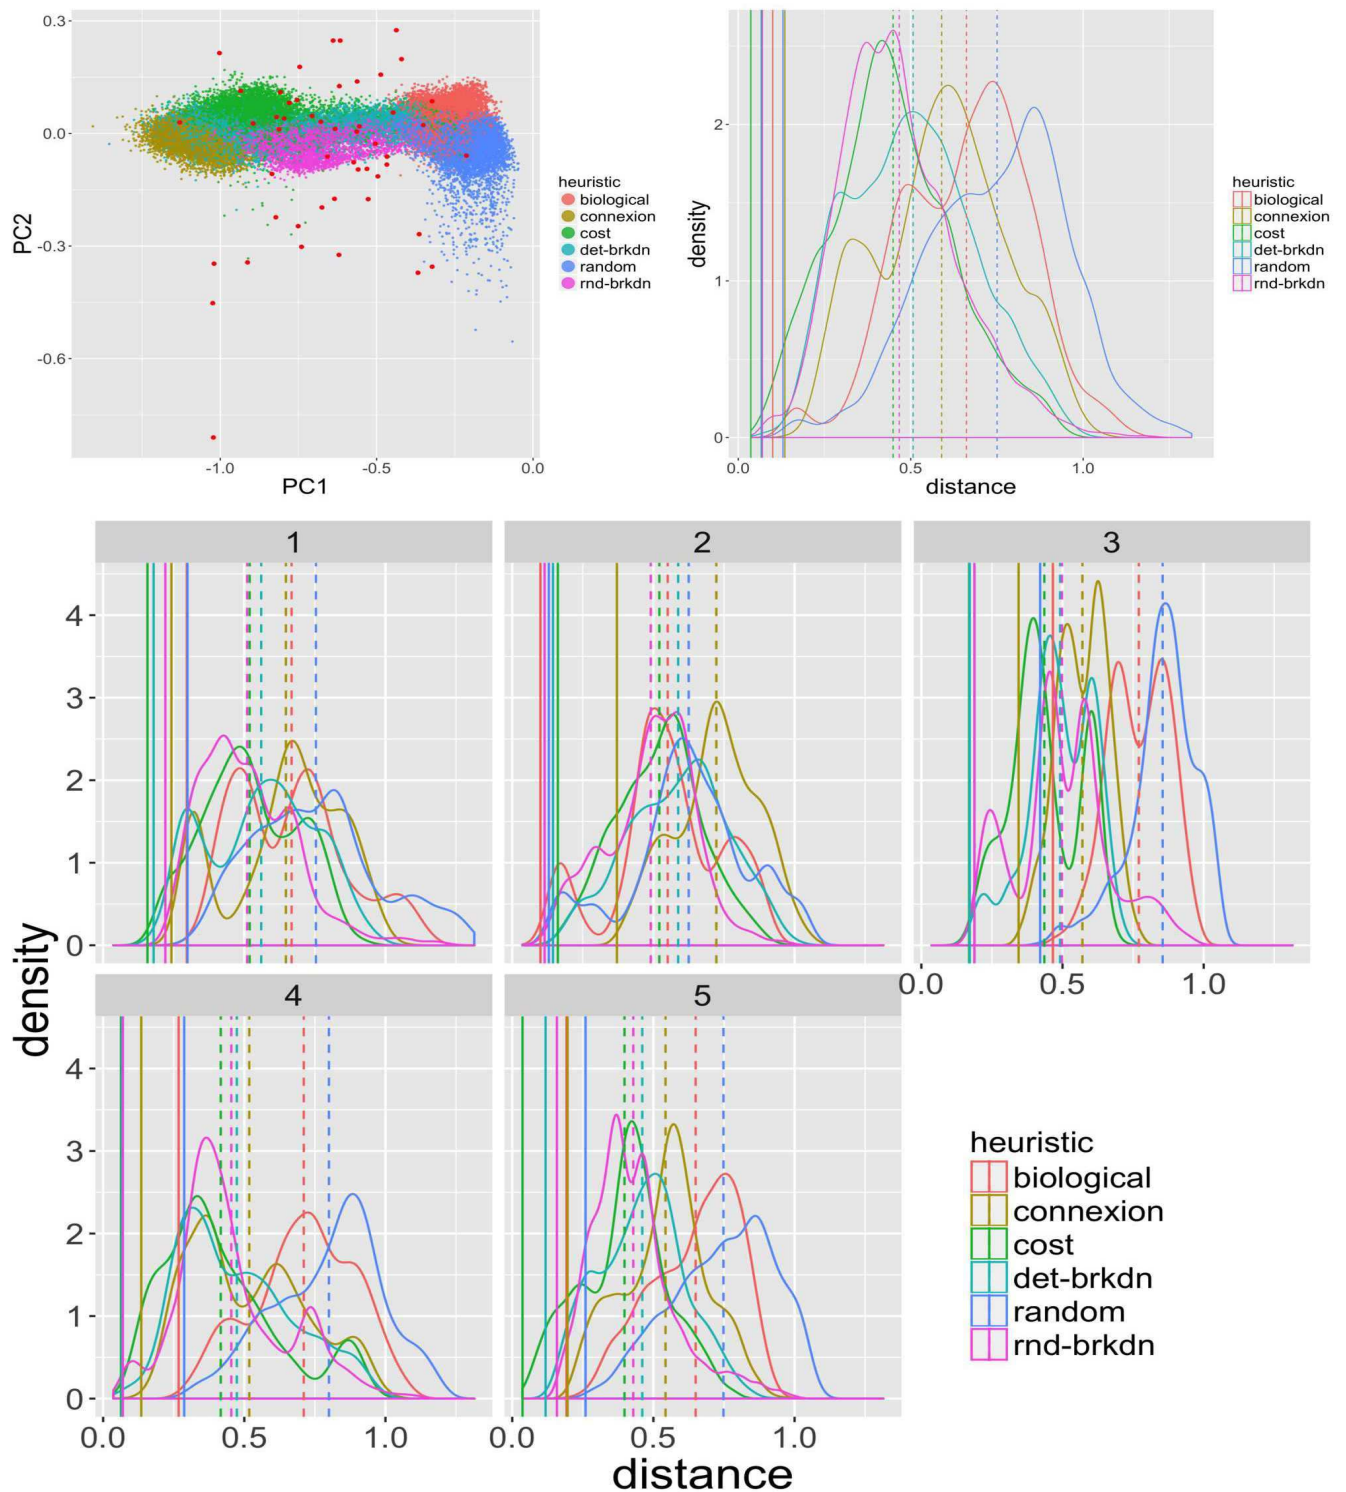 0.3
0.0
-0.3
-0.6
PC2
-1.0 -0.5 0.0
PC1
heuristic
biological
connexion
cost
det-brkdn
random
rnd-brkdn
2
1
0
density
0.0 0.5 1.0
distance
heuristic
biological
connexion
cost
det-brkdn
random
rnd-brkdn
1 2 3
4
3
2
1
0
0.0 0.5 1.0
4 5
density
4
3
2
1
0
0.0 0.5 1.0 0.0 0.5 1.0
distance
heuristic
biological
connexion
cost
det-brkdn
random
rnd-brkdn